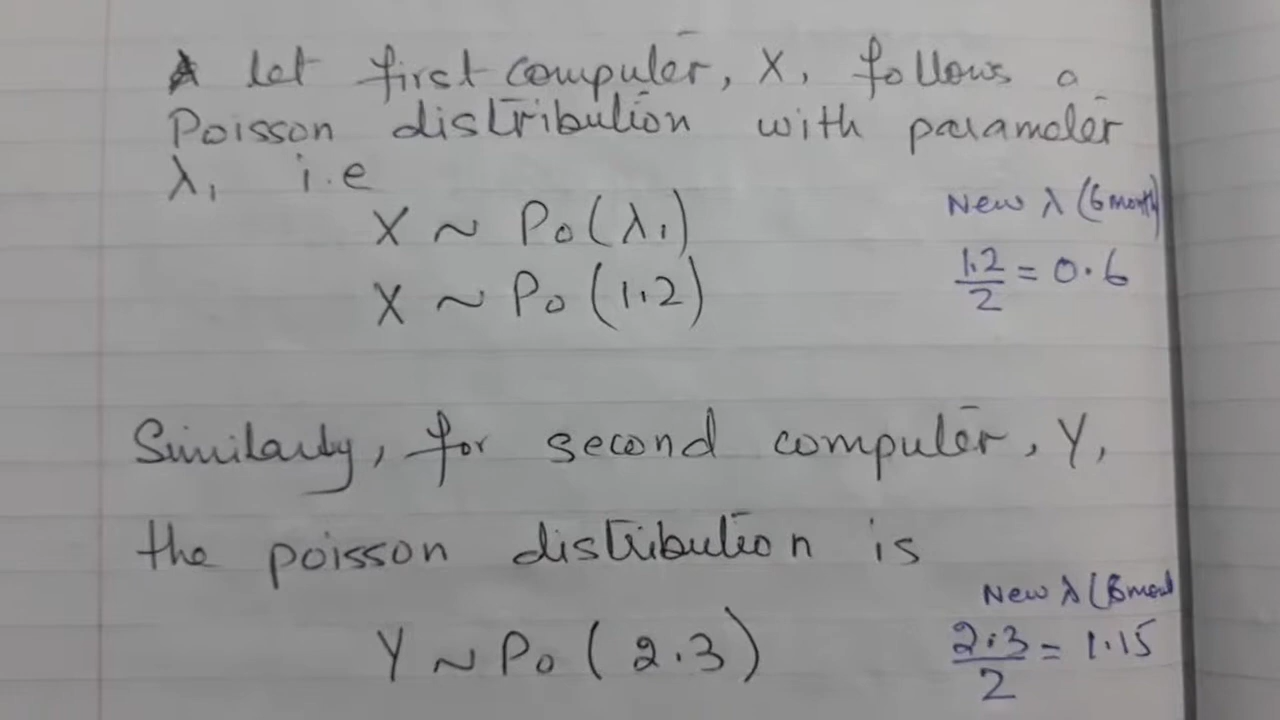 let first computer, X, follows a
Poisson distribution with parameter
λ₁ i.e
X ~ Po(λ₁)
New λ (6 month)
X ~ Po(1.2)
1.2/2 = 0.6
Similarly, for second computer, Y,
the poisson distribution is
New λ (6
Y ~ Po(2.3)
2.3/2 = 1.15